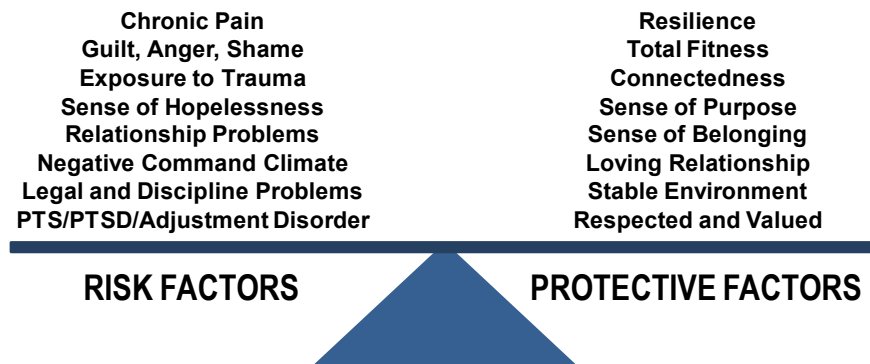 Chronic Pain
Guilt, Anger, Shame
Exposure to Trauma
Sense of Hopelessness
Relationship Problems
Negative Command Climate
Legal and Discipline Problems
PTS/PTSD/Adjustment Disorder
RISK FACTORS
Resilience
Total Fitness
Connectedness
Sense of Purpose
Sense of Belonging
Loving Relationship
Stable Environment
Respected and Valued
PROTECTIVE FACTORS